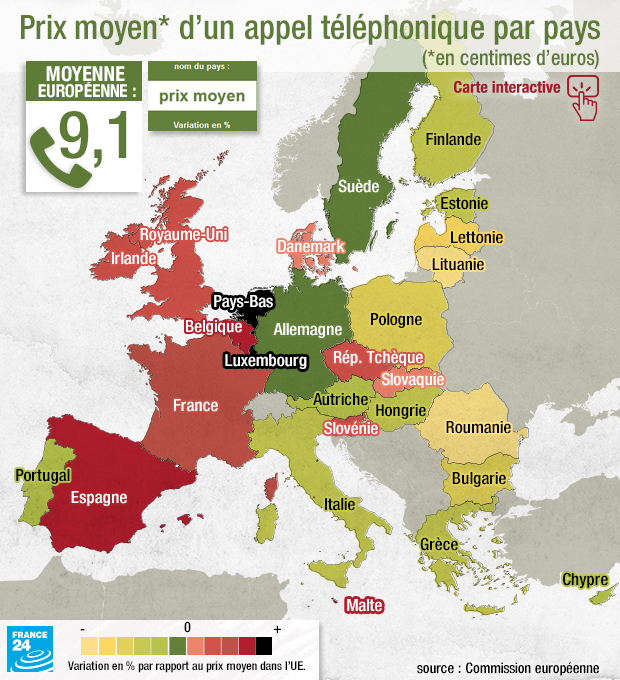 Prix moyen* d'un appel téléphonique par pays
(*en centimes d'euros)
MOYENNE
EUROPÉENNE :
9,1
nom du pays :
prix moyen
Variation en %
Carte interactive
Finlande
Suède
Estonie
Royaume-Uni
Lettonie
Irlande
Danemark
Lituanie
Pays-Bas
Belgique
Allemagne
Pologne
Luxembourg
Rép. Tchèque
Slovaquie
France
Autriche
Hongrie
Slovénie
Roumanie
Portugal
Espagne
Bulgarie
Italie
Grèce
Chypre
Malte
FRANCE
24
- 0 +
Variation en % par rapport au prix moyen dans l'UE.
source : Commission européenne